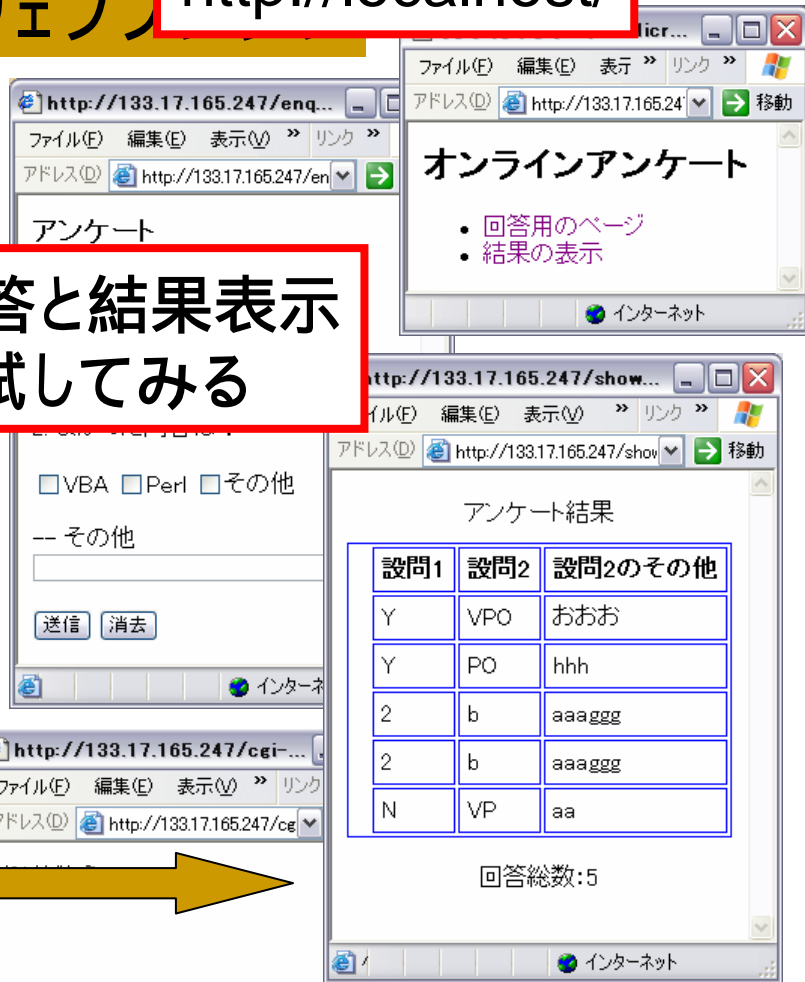 http://localhost/
ファイル(F) 編集(E) 表示 » リンク »
アドレス(D) http://133.17.165.24 移動
オンラインアンケート
• 回答用のページ
• 結果の表示
インターネット
http://133.17.165.247/enq...
ファイル(F) 編集(E) 表示(V) » リンク »
アドレス(D) http://133.17.165.247/en
アンケート
答と結果表示
試してみる
□VBA □Perl □その他
-- その他
送信 消去
http://133.17.165.247/show...
ファイル(F) 編集(E) 表示(V) » リンク »
アドレス(D) http://133.17.165.247/show 移動
アンケート結果
設問1 設問2 設問2のその他
Y VPO おおお
Y PO hhh
2 b aaaggg
2 b aaaggg
N VP aa
回答総数:5
インターネット
http://133.17.165.247/cgi-...
ファイル(F) 編集(E) 表示(V) » リンク
アドレス(D) http://133.17.165.247/cg